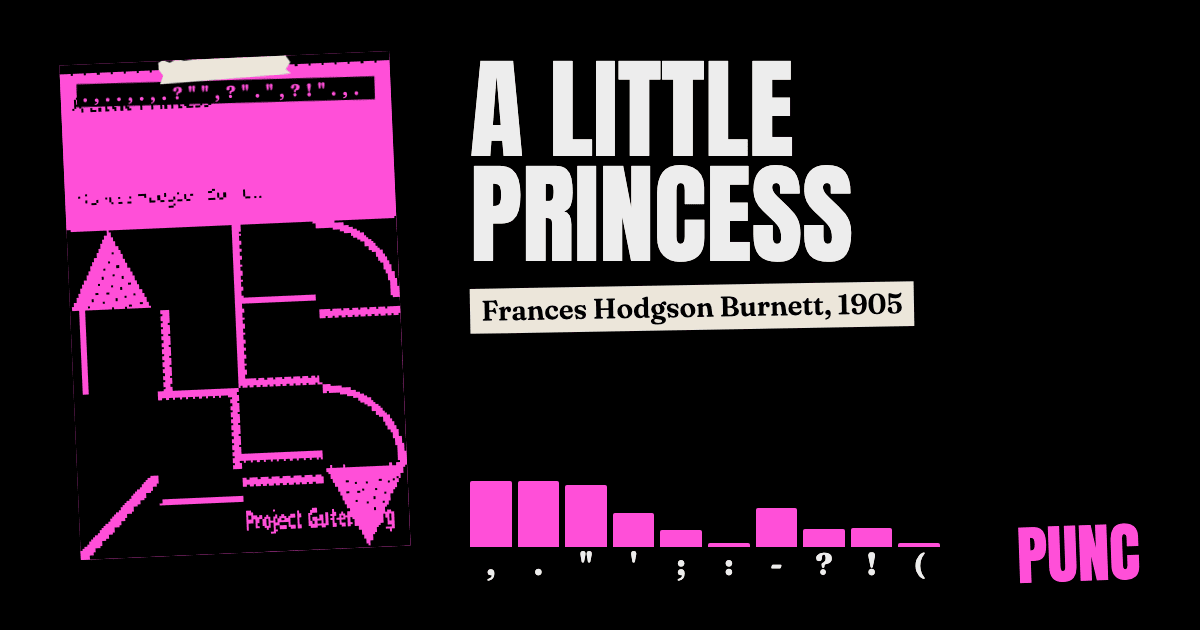 . , . , . , . ? " " , ? " . " , ? ! " . , .
A LITTLE
PRINCESS
Frances Hodgson Burnett, 1905
Project Gutenberg
, . " ' ; : - ? ! (
PUNC